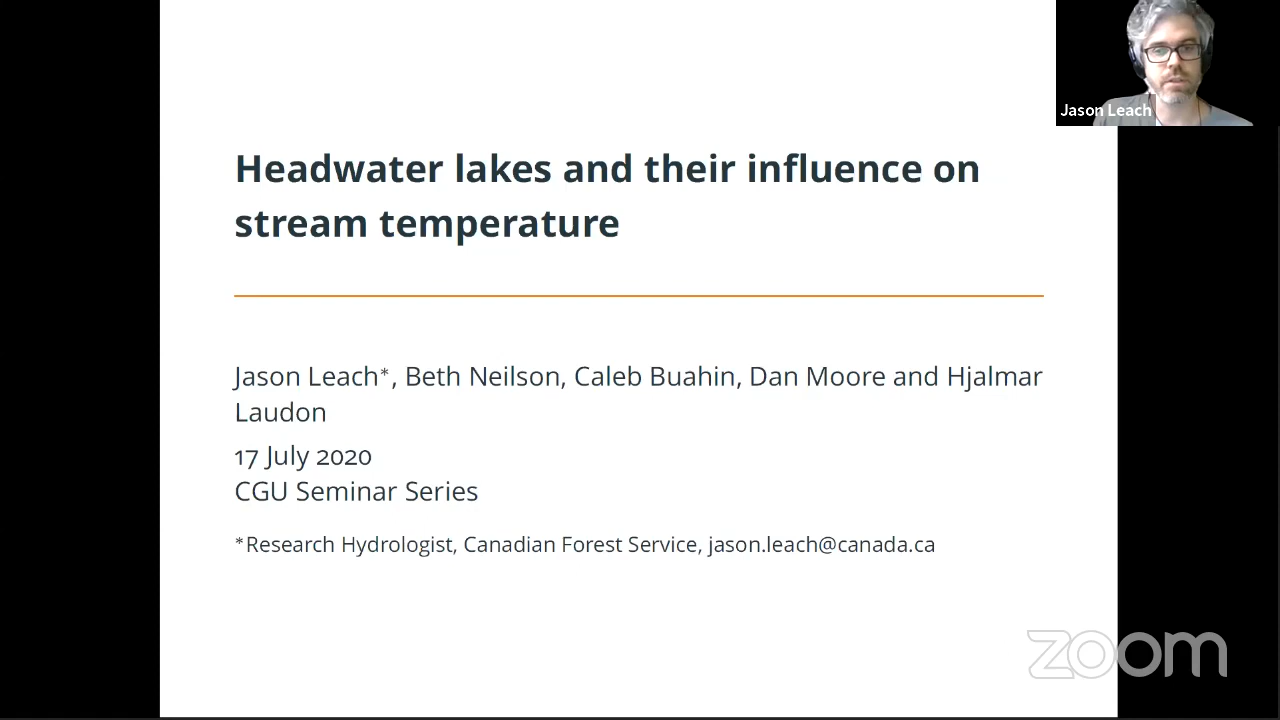 Jason Leach
Headwater lakes and their influence on
stream temperature
Jason Leach*, Beth Neilson, Caleb Buahin, Dan Moore and Hjalmar
Laudon
17 July 2020
CGU Seminar Series
*Research Hydrologist, Canadian Forest Service, jason.leach@canada.ca
zoom